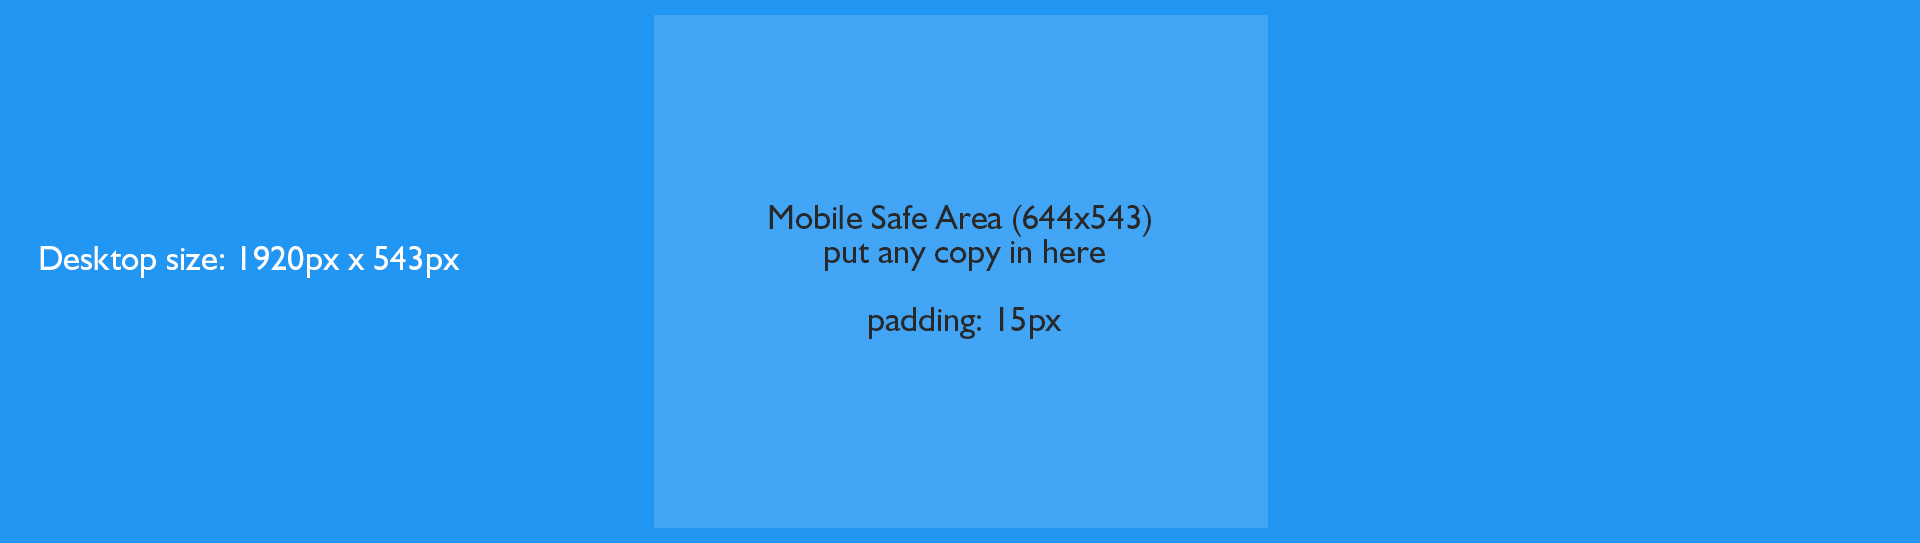 Desktop size: 1920px x 543px
Mobile Safe Area (644x543)
put any copy in here
padding: 15px